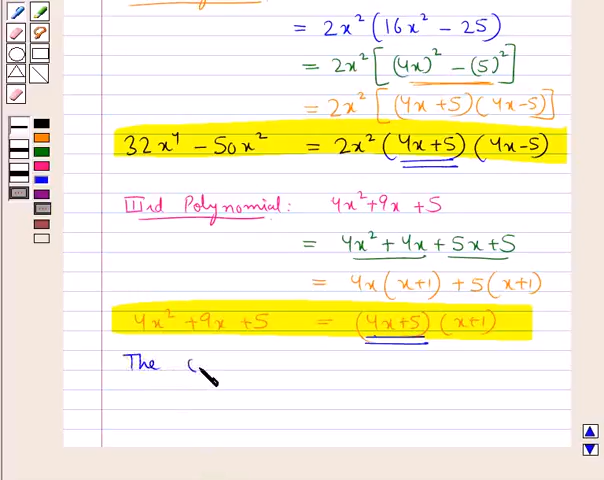 = 2x² (16x² - 25)
= 2x² [(4x)² - (5)²]
= 2x² [(4x+5)(4x-5)]
32x⁴ - 50x² = 2x² (4x+5)(4x-5)
IIIrd Polynomial: 4x²+9x+5
= 4x² + 4x + 5x + 5
= 4x(x+1) + 5(x+1)
4x² + 9x + 5 = (4x+5)(x+1)
The